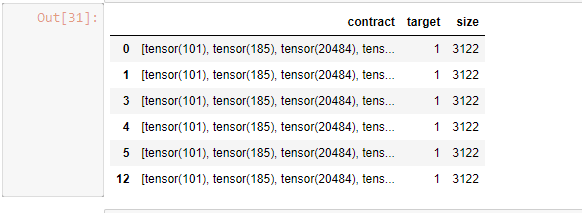 Out[31]:
contract target size
0 [tensor(101), tensor(185), tensor(20484), tens... 1 3122
1 [tensor(101), tensor(185), tensor(20484), tens... 1 3122
3 [tensor(101), tensor(185), tensor(20484), tens... 1 3122
4 [tensor(101), tensor(185), tensor(20484), tens... 1 3122
5 [tensor(101), tensor(185), tensor(20484), tens... 1 3122
12 [tensor(101), tensor(185), tensor(20484), tens... 1 3122